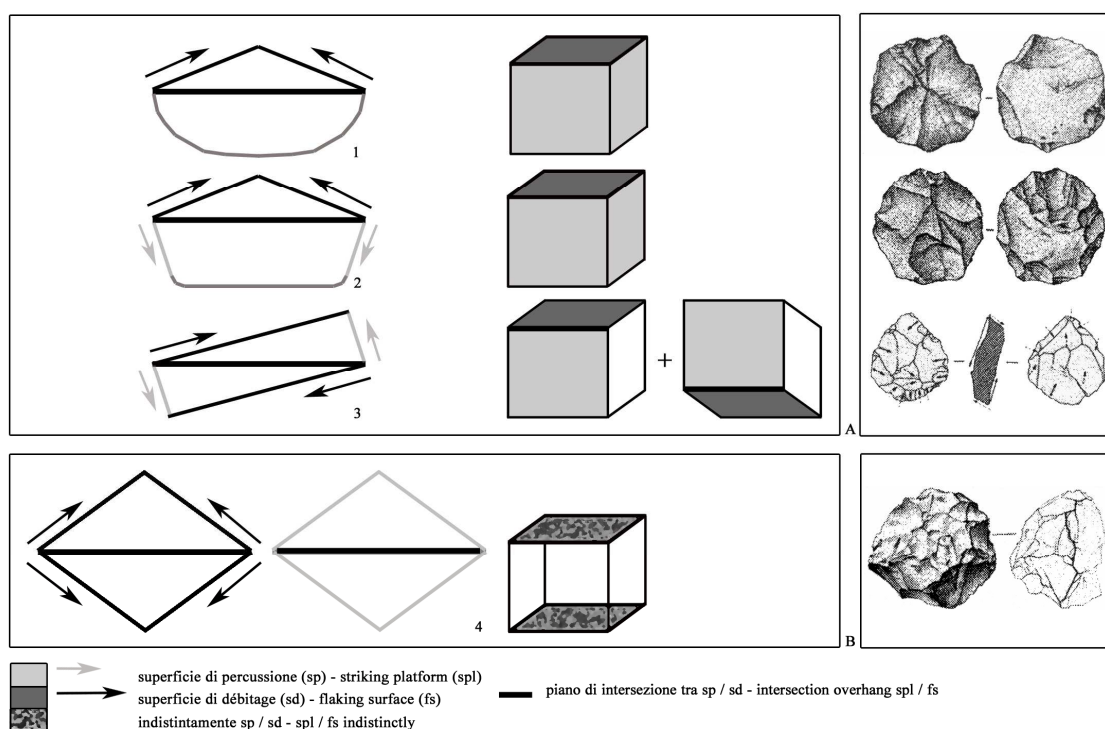 1
2
+
3
A
4
B
superficie di percussione (sp) - striking platform (spl)
superficie di débitage (sd) - flaking surface (fs)
indistintamente sp / sd - spl / fs indistinctly
piano di intersezione tra sp / sd - intersection overhang spl / fs